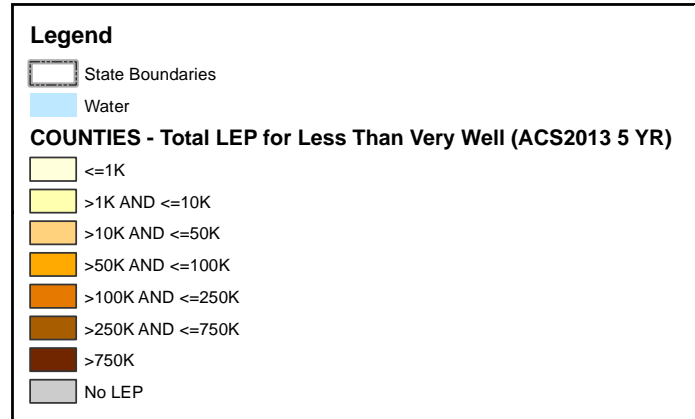 Legend
State Boundaries
Water
COUNTIES - Total LEP for Less Than Very Well (ACS2013 5 YR)
<=1K
>1K AND <=10K
>10K AND <=50K
>50K AND <=100K
>100K AND <=250K
>250K AND <=750K
>750K
No LEP